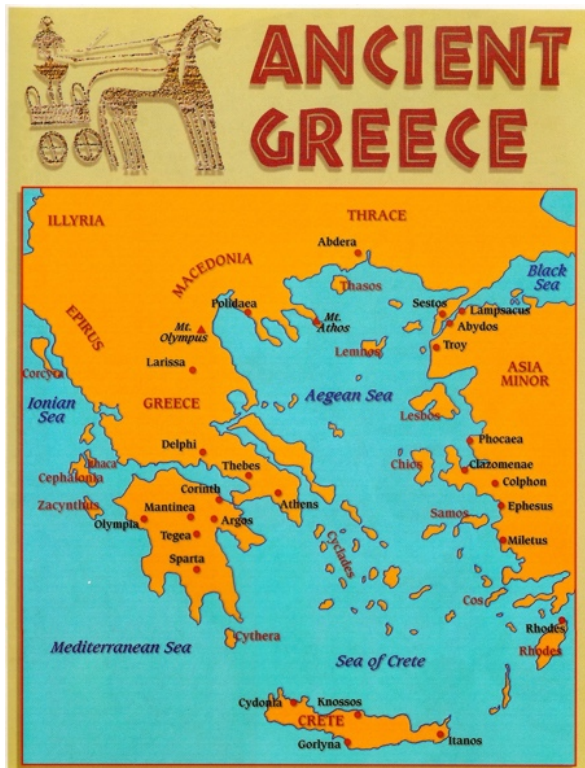 ANCIENT
GREECE
ILLYRIA
THRACE
Abdera
MACEDONIA
Black
Sea
Thasos
Polidaea
Sestos
Lampsacus
EPIRUS
Mt.
Olympus
Mt.
Athos
Abydos
Troy
Lemnos
Larissa
Corcyra
ASIA
MINOR
Ionian
Sea
GREECE
Aegean Sea
Lesbos
Phocaea
Delphi
Thebes
Ithaca
Chios
Clazomenae
Cephalonia
Colphon
Corinth
Zacynthus
Mantinea
Athens
Ephesus
Olympia
Argos
Samos
Tegea
Cyclades
Miletus
Sparta
Cos
Rhodes
Cythera
Mediterranean Sea
Sea of Crete
Rhodes
Cydonia
Knossos
CRETE
Gorlyna
Itanos